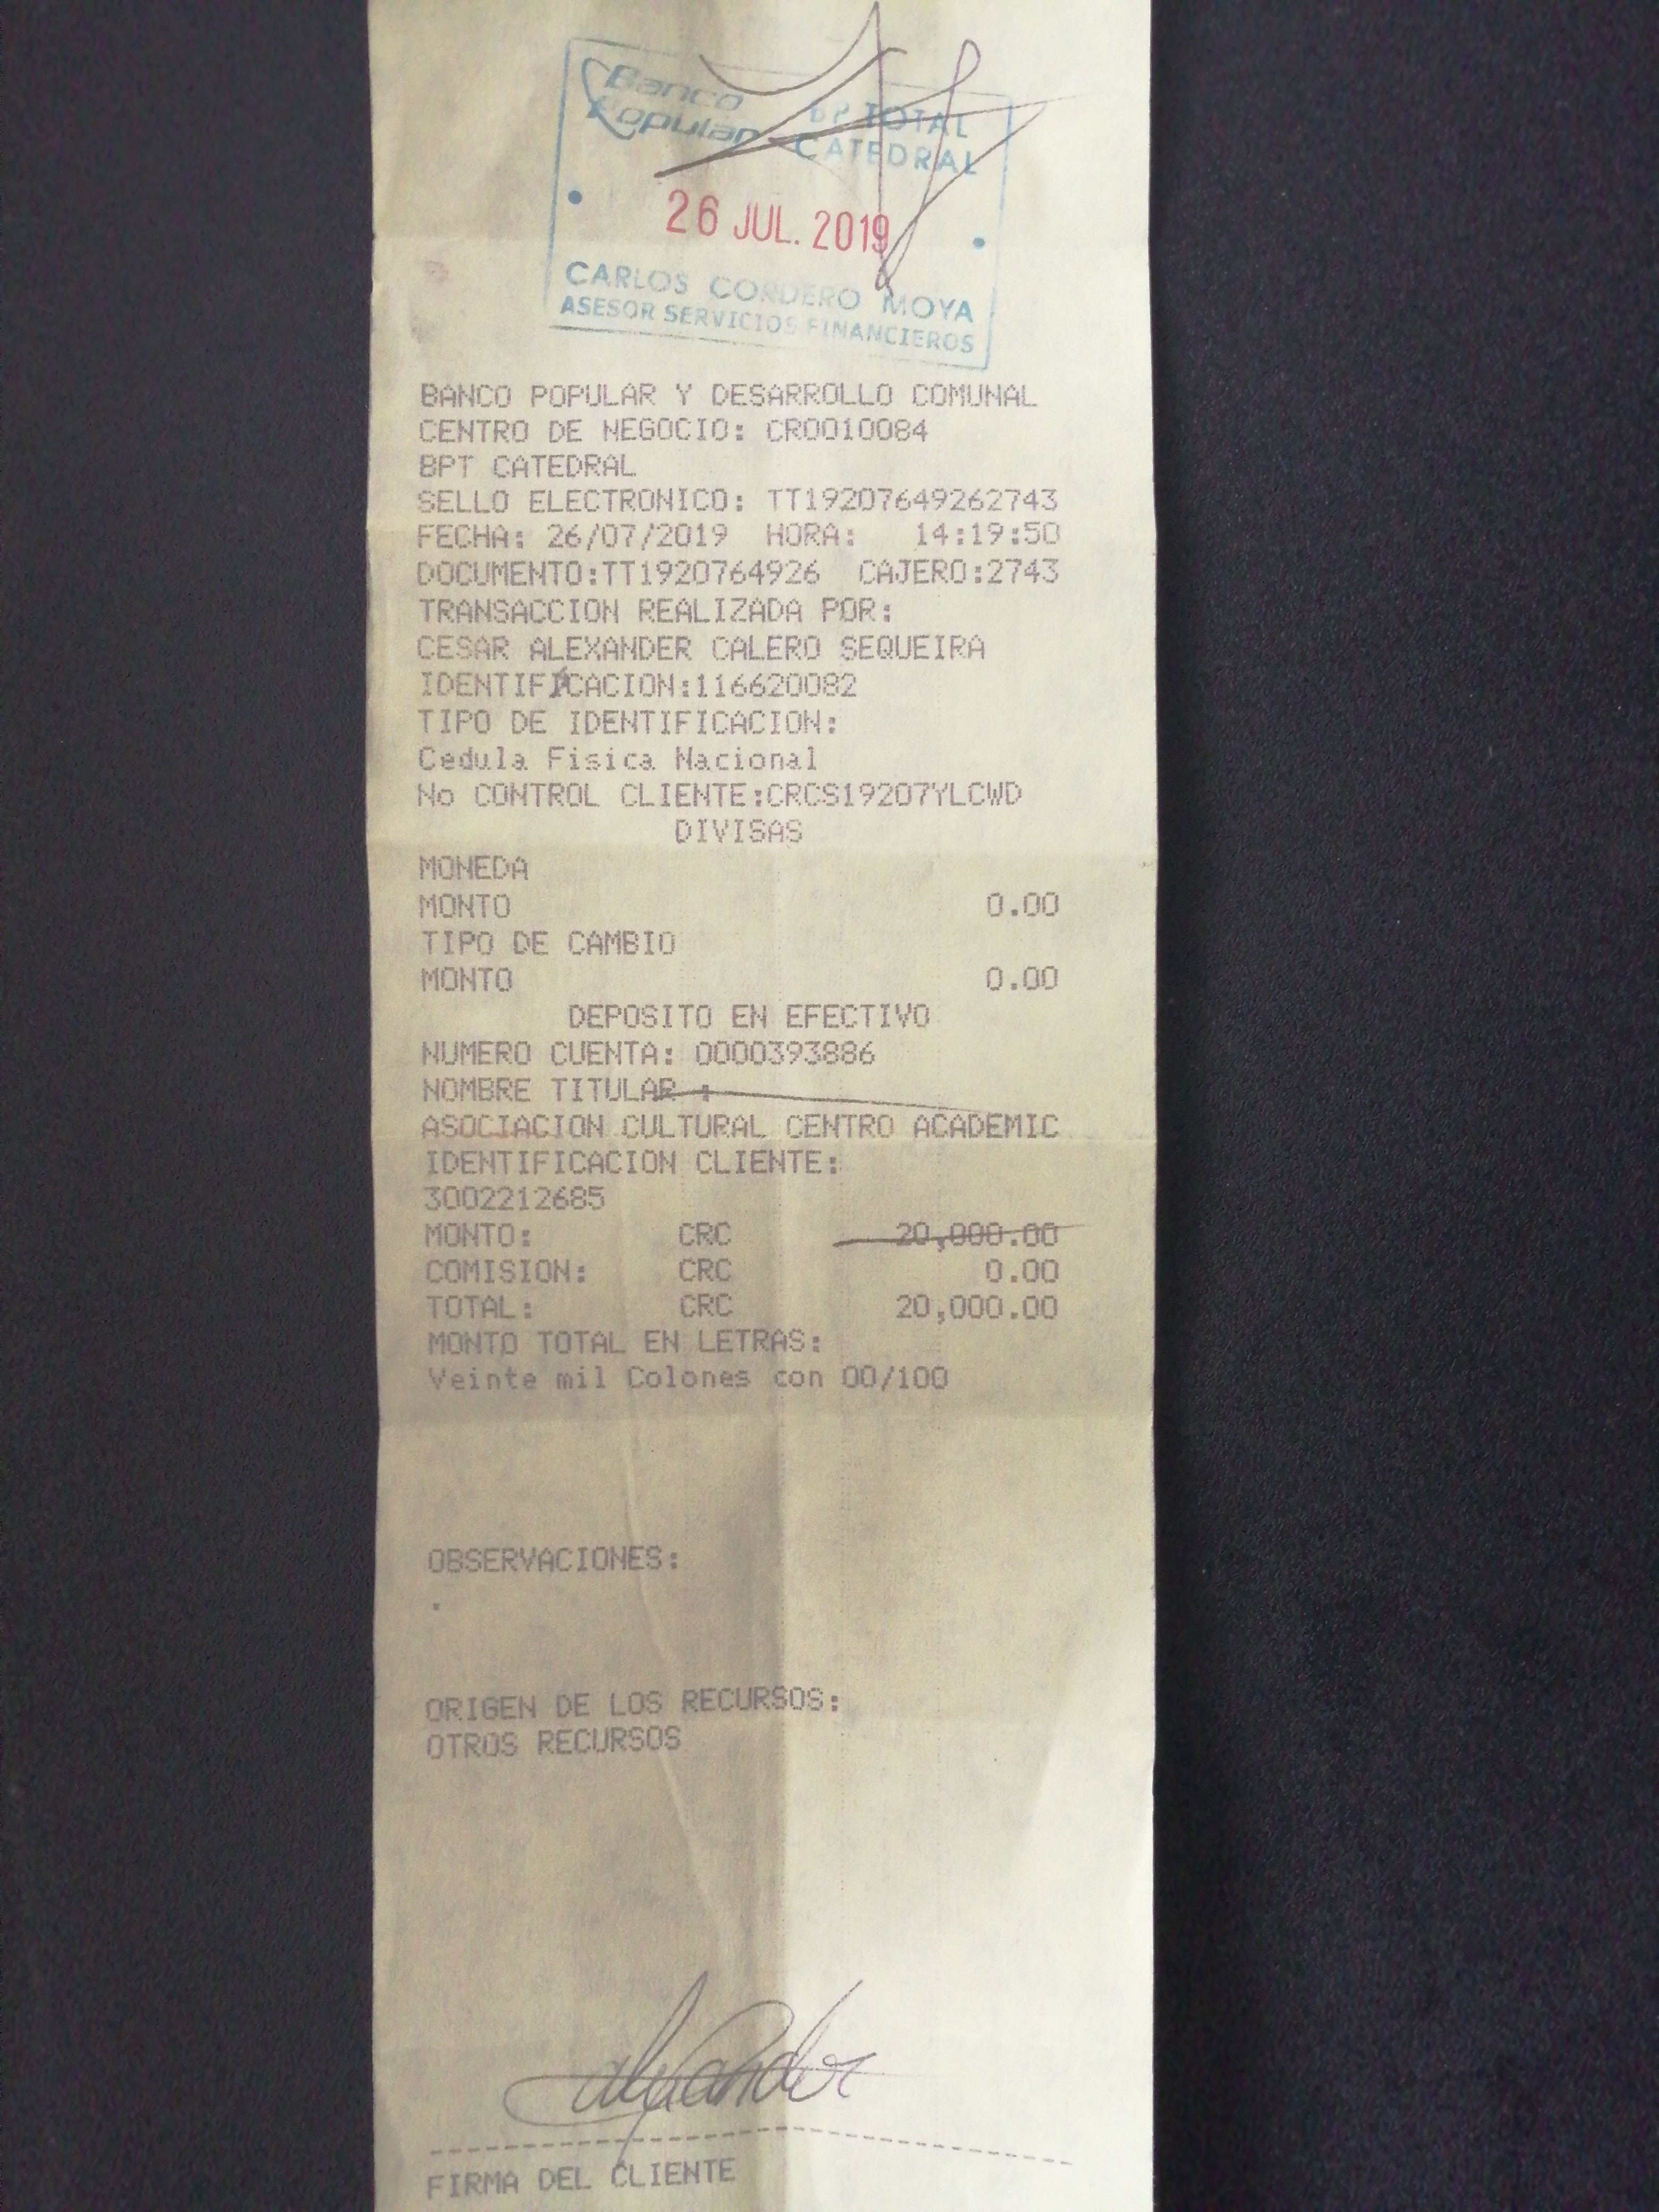 Banco
Popular
BP TOTAL
CATEDRAL
26 JUL. 2019
CARLOS CORDERO MOYA
ASESOR SERVICIOS FINANCIEROS
BANCO POPULAR Y DESARROLLO COMUNAL
CENTRO DE NEGOCIO: CR0010084
BPT CATEDRAL
SELLO ELECTRONICO: TT19207649262743
FECHA: 26/07/2019 HORA: 14:19:50
DOCUMENTO:TT1920764926 CAJERO:2743
TRANSACCION REALIZADA POR:
CESAR ALEXANDER CALERO SEQUEIRA
IDENTIFICACION:116620082
TIPO DE IDENTIFICACION:
Cedula Fisica Nacional
No CONTROL CLIENTE:CRCS19207YLCWD
DIVISAS
MONEDA
MONTO 0.00
TIPO DE CAMBIO
MONTO 0.00
DEPOSITO EN EFECTIVO
NUMERO CUENTA: 0000393886
NOMBRE TITULAR :
ASOCIACION CULTURAL CENTRO ACADEMIC
IDENTIFICACION CLIENTE:
3002212685
MONTO: CRC 20,000.00
COMISION: CRC 0.00
TOTAL: CRC 20,000.00
MONTO TOTAL EN LETRAS:
Veinte mil Colones con 00/100
OBSERVACIONES:
.
ORIGEN DE LOS RECURSOS:
OTROS RECURSOS
alexander
FIRMA DEL CLIENTE